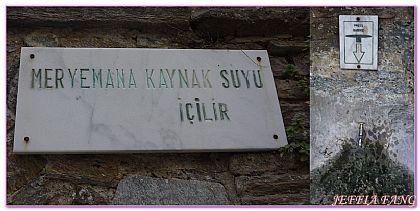 MERYEMANA KAYNAK SUYU
İÇİLİR
JEFFIA FANG